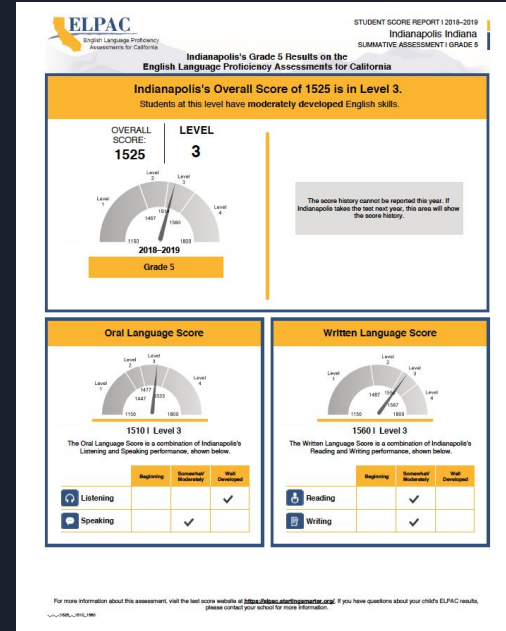 ELPAC
English Language Proficiency
Assessments for California
STUDENT SCORE REPORT I 2018–2019
Indianapolis Indiana
SUMMATIVE ASSESSMENT I GRADE 5
Indianapolis's Grade 5 Results on the
English Language Proficiency Assessments for California
Indianapolis's Overall Score of 1525 is in Level 3.
Students at this level have moderately developed English skills.
OVERALL
SCORE:
1525
LEVEL
3
Level
1
Level
2
Level
3
Level
4
1467
1560
1150
1800
2018–2019
Grade 5
The score history cannot be reported this year. If
Indianapolis takes the test next year, this area will show
the score history.
Oral Language Score
Level
1
Level
2
Level
3
Level
4
1447
1477
1533
1150
1800
1510 I Level 3
The Oral Language Score is a combination of Indianapolis's
Listening and Speaking performance, shown below.
Beginning
Somewhat/
Moderately
Well
Developed
Listening
Speaking
Written Language Score
Level
1
Level
2
Level
3
Level
4
1487
1587
1150
1800
1560 I Level 3
The Written Language Score is a combination of Indianapolis's
Reading and Writing performance, shown below.
Beginning
Somewhat/
Moderately
Well
Developed
Reading
Writing
For more information about this assessment, visit the test score website at https://elpac.startingsmarter.org/. If you have questions about your child's ELPAC results,
please contact your school for more information.